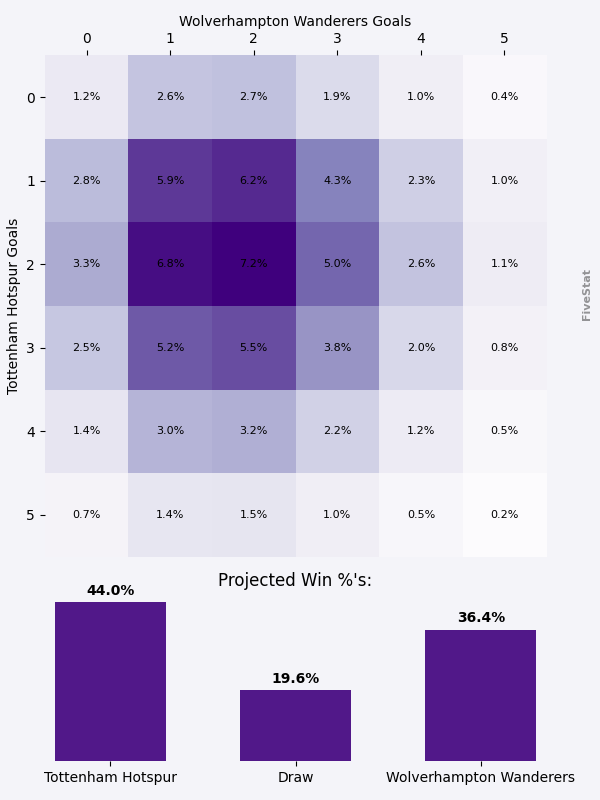 Wolverhampton Wanderers Goals
0 1 2 3 4 5
Tottenham Hotspur Goals
0 1.2% 2.6% 2.7% 1.9% 1.0% 0.4%
1 2.8% 5.9% 6.2% 4.3% 2.3% 1.0%
2 3.3% 6.8% 7.2% 5.0% 2.6% 1.1%
3 2.5% 5.2% 5.5% 3.8% 2.0% 0.8%
4 1.4% 3.0% 3.2% 2.2% 1.2% 0.5%
5 0.7% 1.4% 1.5% 1.0% 0.5% 0.2%
FiveStat
Projected Win %'s:
44.0% 19.6% 36.4%
Tottenham Hotspur Draw Wolverhampton Wanderers